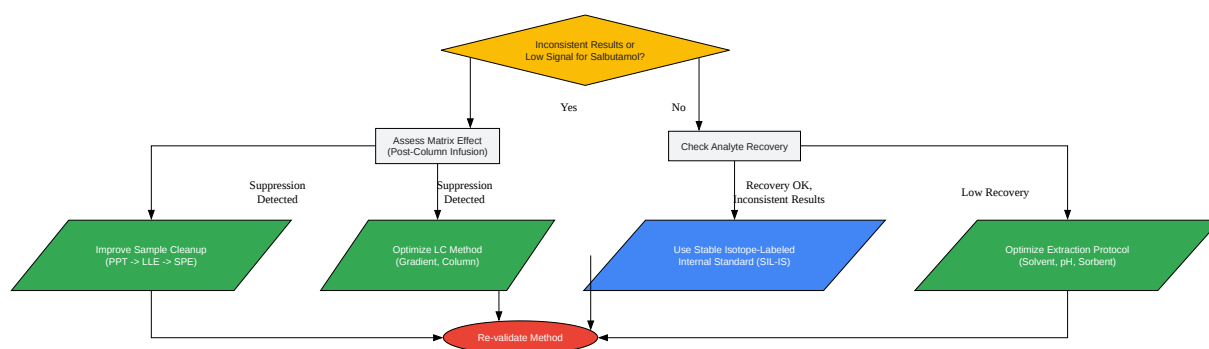 Inconsistent Results or
Low Signal for Salbutamol?
Yes
No
Assess Matrix Effect
(Post-Column Infusion)
Check Analyte Recovery
Suppression
Detected
Suppression
Detected
Recovery OK,
Inconsistent Results
Low Recovery
Improve Sample Cleanup
(PPT -> LLE -> SPE)
Optimize LC Method
(Gradient, Column)
Use Stable Isotope-Labeled
Internal Standard (SIL-IS)
Optimize Extraction Protocol
(Solvent, pH, Sorbent)
Re-validate Method